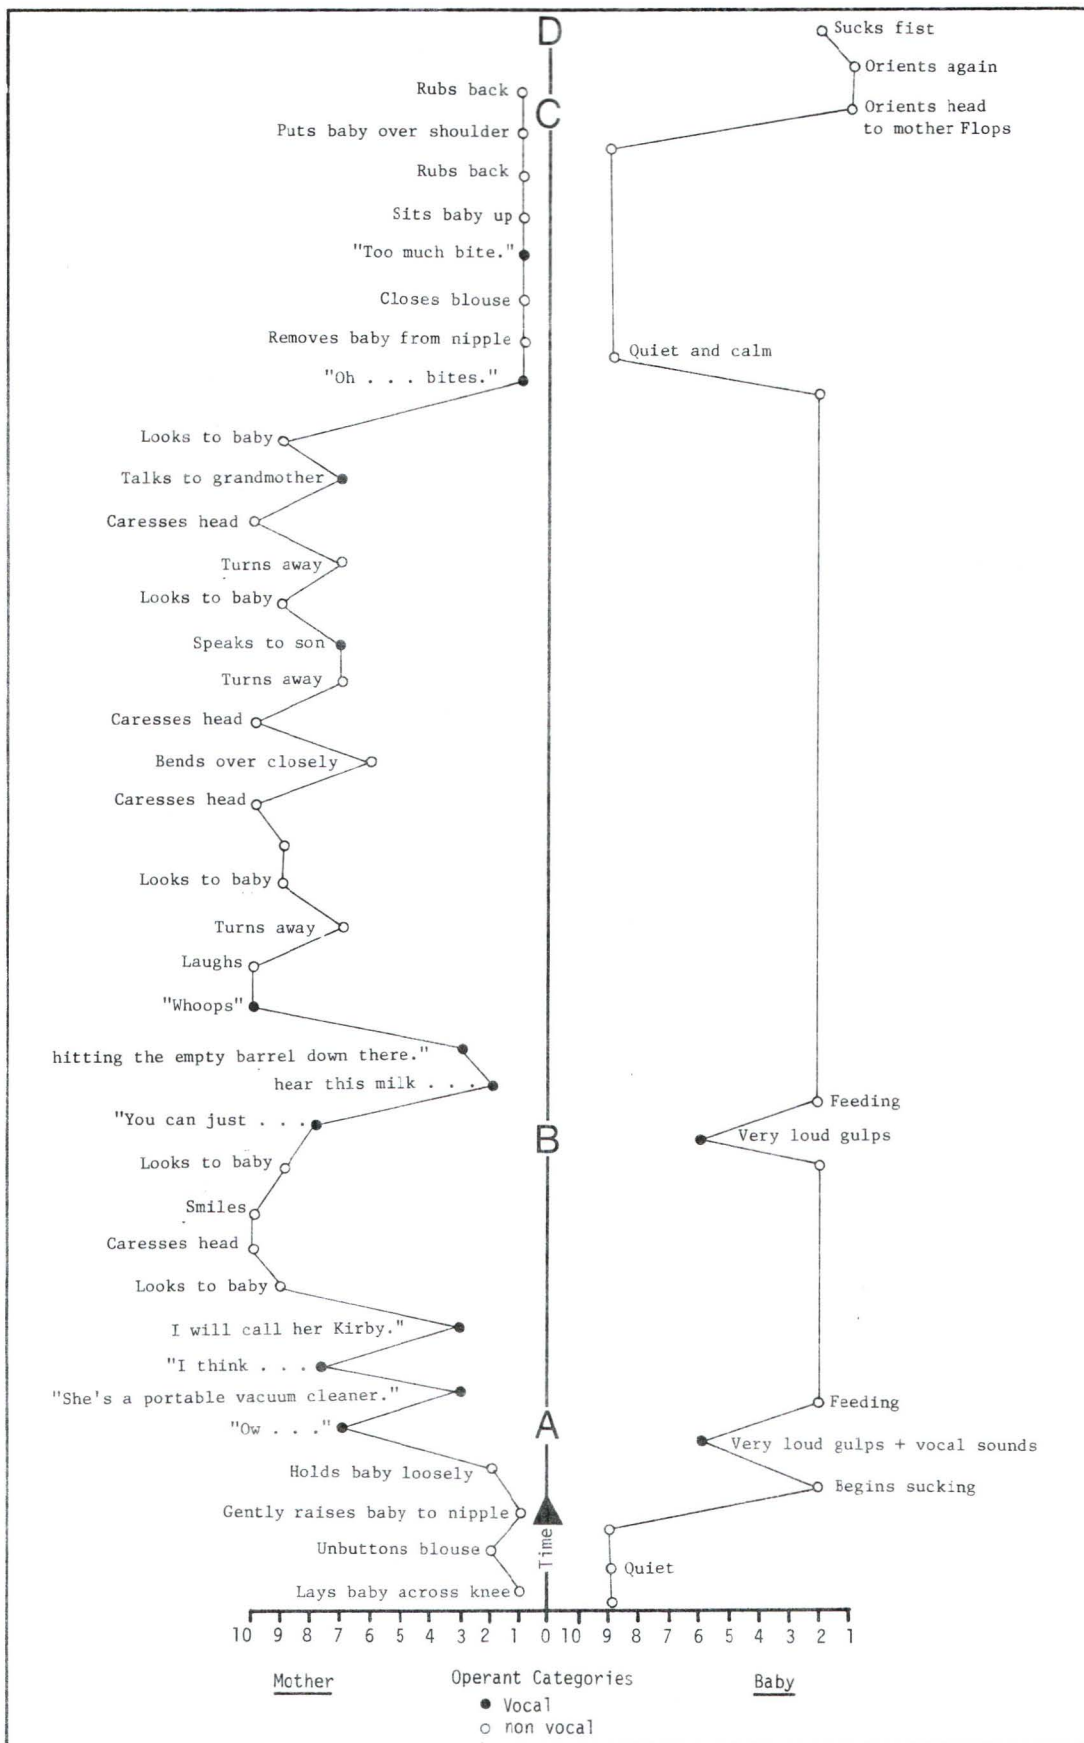 D
Sucks fist
Orients again
Rubs back
C
Orients head
to mother Flops
Puts baby over shoulder
Rubs back
Sits baby up
"Too much bite."
Closes blouse
Removes baby from nipple
Quiet and calm
"Oh . . . bites."
Looks to baby
Talks to grandmother
Caresses head
Turns away
Looks to baby
Speaks to son
Turns away
Caresses head
Bends over closely
Caresses head
Looks to baby
Turns away
Laughs
"Whoops"
hitting the empty barrel down there."
hear this milk . . .
Feeding
"You can just . . .
B
Very loud gulps
Looks to baby
Smiles
Caresses head
Looks to baby
I will call her Kirby."
"I think . . .
"She's a portable vacuum cleaner."
Feeding
"Ow . . ."
A
Very loud gulps + vocal sounds
Holds baby loosely
Begins sucking
Gently raises baby to nipple
Unbuttons blouse
Time
Quiet
Lays baby across knee
10 9 8 7 6 5 4 3 2 1 0 10 9 8 7 6 5 4 3 2 1
Mother
Operant Categories
Baby
Vocal
non vocal